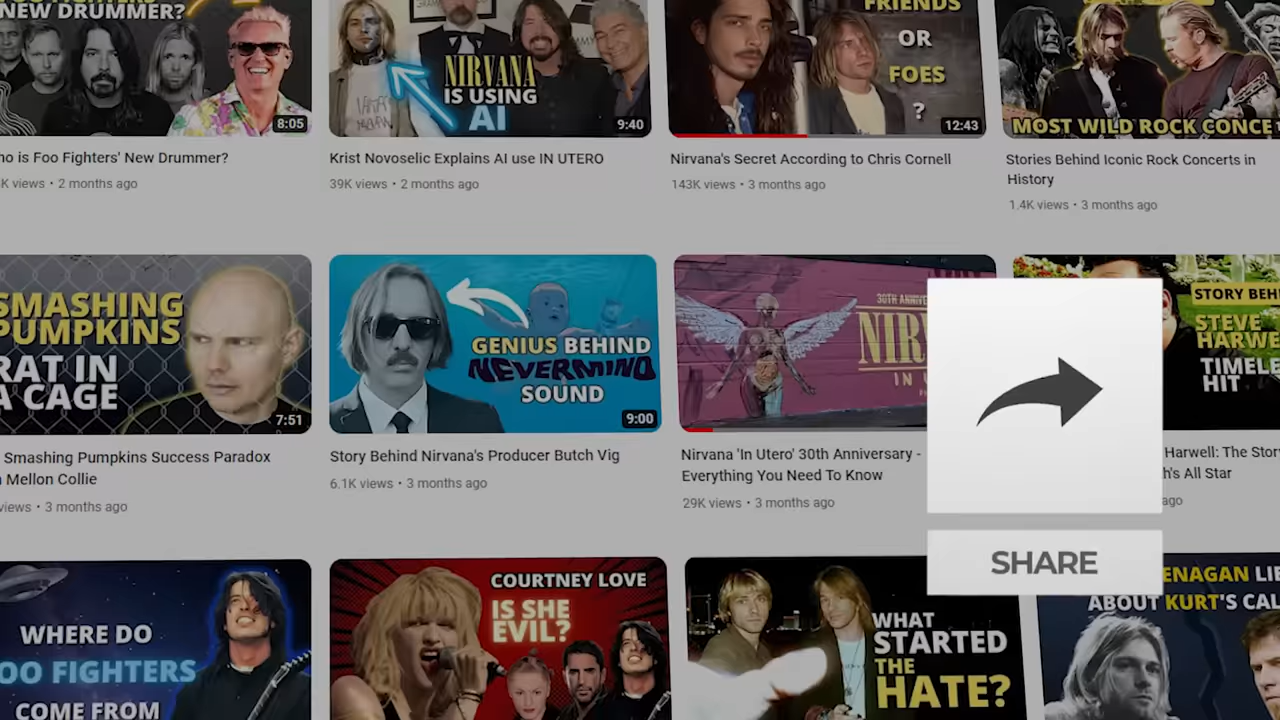 NEW DRUMMER?
8:05
NIRVANA
IS USING
AI
9:40
FRIENDS
OR
FOES
?
12:43
MOST WILD ROCK CONCE
ho is Foo Fighters' New Drummer?
K views • 2 months ago
Krist Novoselic Explains AI use IN UTERO
39K views • 2 months ago
Nirvana's Secret According to Chris Cornell
143K views • 3 months ago
Stories Behind Iconic Rock Concerts in
History
1.4K views • 3 months ago
SMASHING
PUMPKINS
RAT IN
A CAGE
7:51
GENIUS BEHIND
NEVERMIND
SOUND
9:00
30TH ANNIVE
NIR
IN U
STORY BEH
STEVE
HARWE
TIMELE
HIT
Smashing Pumpkins Success Paradox
Mellon Collie
views • 3 months ago
Story Behind Nirvana's Producer Butch Vig
6.1K views • 3 months ago
Nirvana 'In Utero' 30th Anniversary -
Everything You Need To Know
29K views • 3 months ago
Harwell: The Story
h's All Star
ago
SHARE
WHERE DO
OO FIGHTERS
COME FROM
COURTNEY LOVE
IS SHE
EVIL?
WHAT
STARTED
THE
HATE?
ENAGAN LIE
ABOUT KURT'S CAL